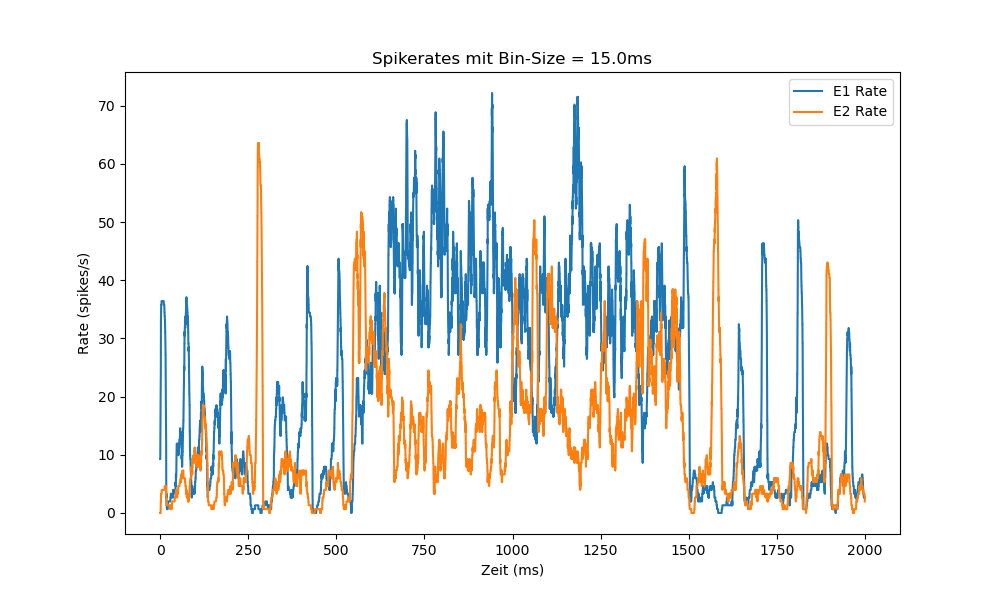 Spikerates mit Bin-Size = 15.0ms
E1 Rate
E2 Rate
70
60
50
40
30
20
10
0
Rate (spikes/s)
0 250 500 750 1000 1250 1500 1750 2000
Zeit (ms)